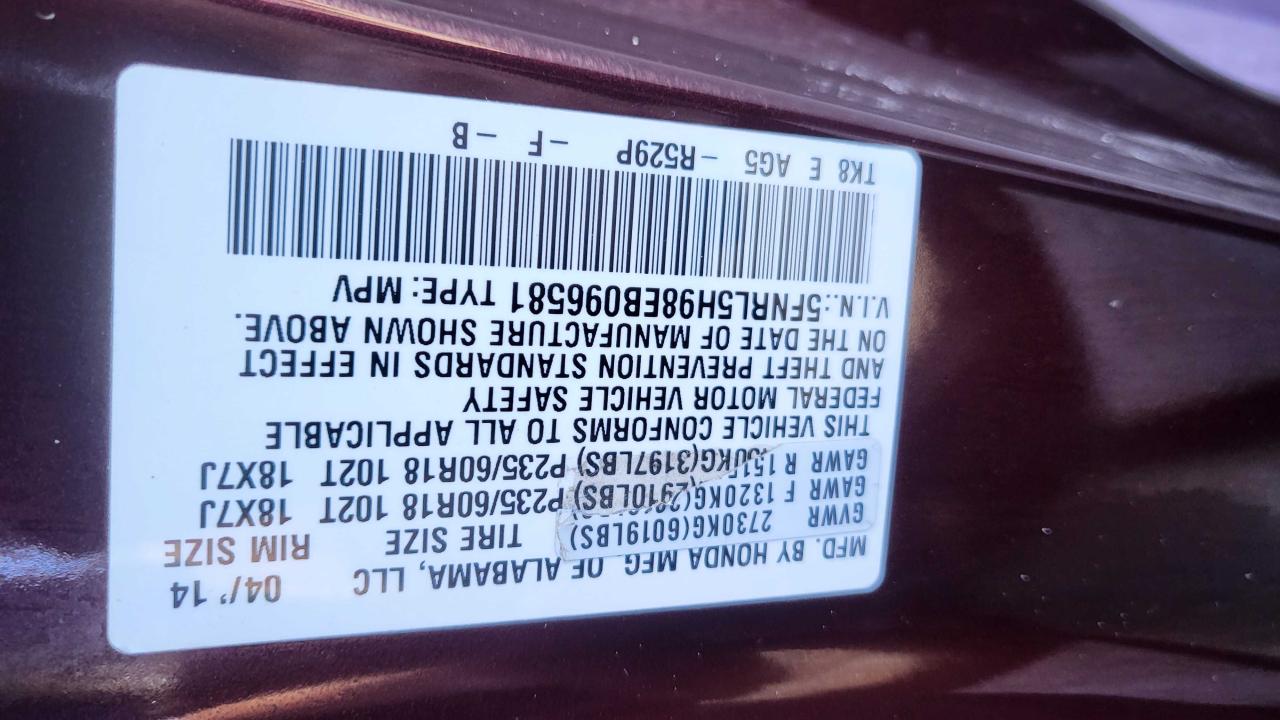 MFD. BY HONDA MFG. OF ALABAMA, LLC 04/'14
GVWR 2730KG(6019LBS) TIRE SIZE RIM SIZE
GAWR F 1320KG(2910LBS) P235/60R18 102T 18X7J
GAWR R (3197LBS) P235/60R18 102T 18X7J
THIS VEHICLE CONFORMS TO ALL APPLICABLE
FEDERAL MOTOR VEHICLE SAFETY
AND THEFT PREVENTION STANDARDS IN EFFECT
ON THE DATE OF MANUFACTURE SHOWN ABOVE.
V.I.N.:5FNRL5H98EB096581 TYPE: MPV
TK8 E AG5 -R529P -F -B